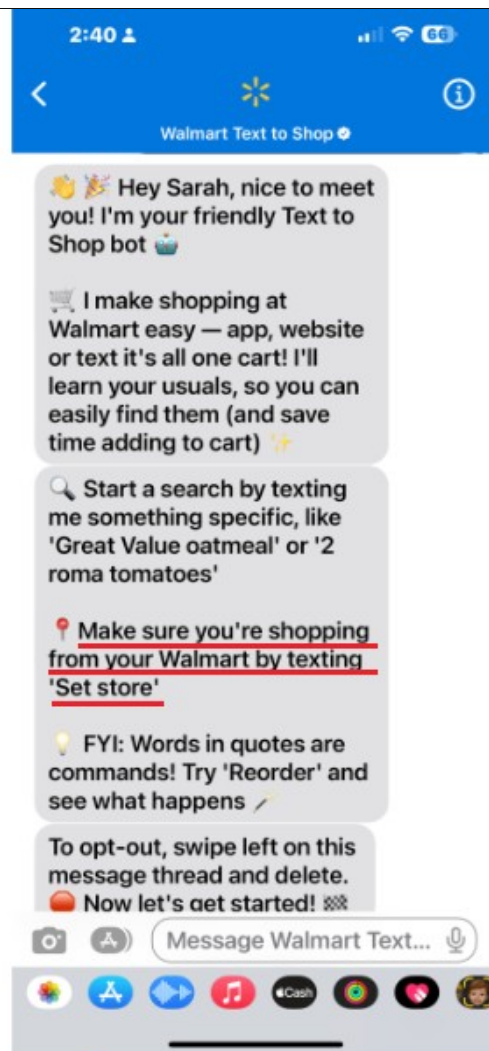 2:40
66
Walmart Text to Shop
👋 🎉 Hey Sarah, nice to meet
you! I'm your friendly Text to
Shop bot 🤖
🛒 I make shopping at
Walmart easy — app, website
or text it's all one cart! I'll
learn your usuals, so you can
easily find them (and save
time adding to cart) ✨
🔍 Start a search by texting
me something specific, like
'Great Value oatmeal' or '2
roma tomatoes'
📍 Make sure you're shopping
from your Walmart by texting
'Set store'
💡 FYI: Words in quotes are
commands! Try 'Reorder' and
see what happens 🪄
To opt-out, swipe left on this
message thread and delete.
🛑 Now let's get started! 🏁
Message Walmart Text...
Cash